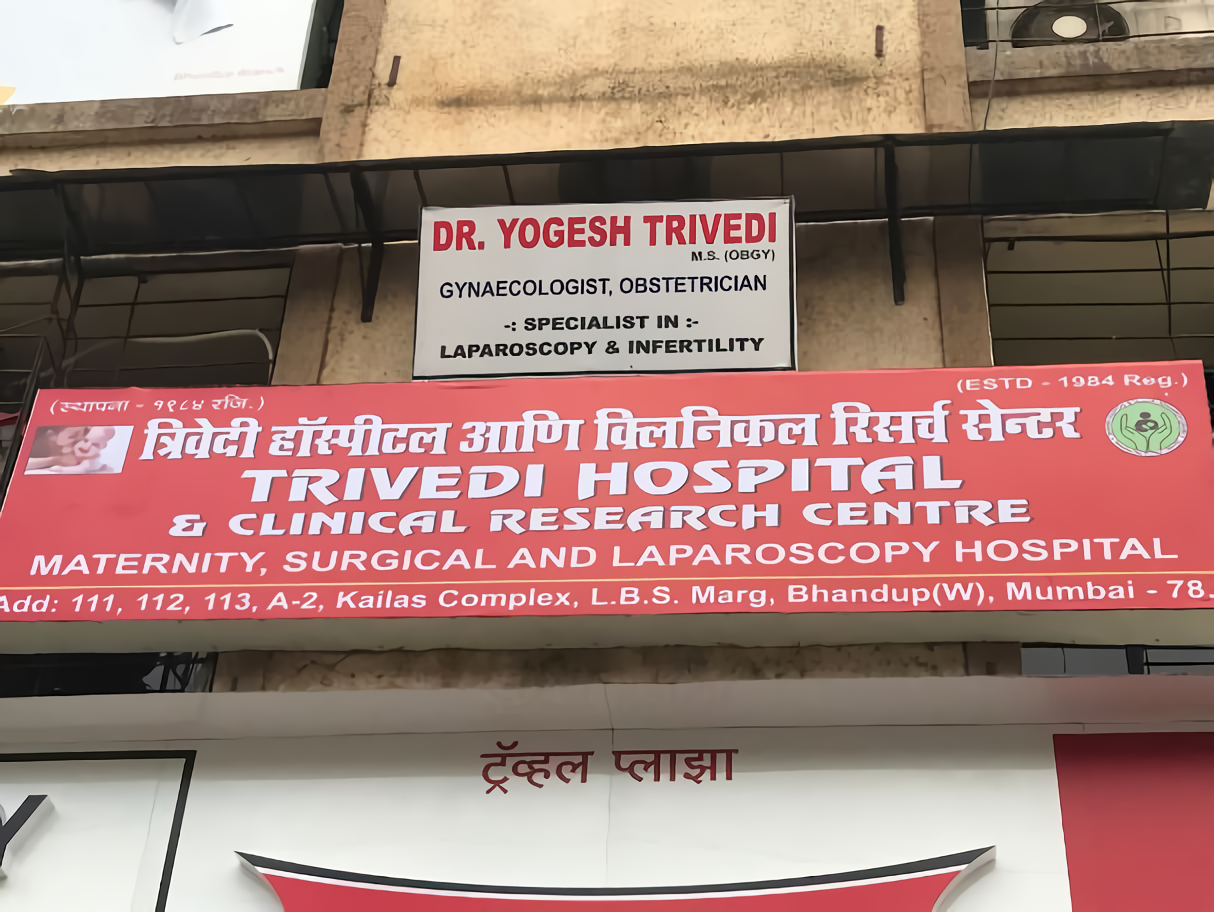 DR. YOGESH TRIVEDI
M.S. (OBGY)
GYNAECOLOGIST, OBSTETRICIAN
-: SPECIALIST IN :-
LAPAROSCOPY & INFERTILITY
(स्थापना - १९८४ रजि.)
(ESTD - 1984 Reg.)
त्रिवेदी हॉस्पीटल आणि क्लिनिकल रिसर्च सेन्टर
TRIVEDI HOSPITAL
& CLINICAL RESEARCH CENTRE
MATERNITY, SURGICAL AND LAPAROSCOPY HOSPITAL
Add: 111, 112, 113, A-2, Kailas Complex, L.B.S. Marg, Bhandup(W), Mumbai - 78.
ट्रॅव्हल प्लाझा
Y